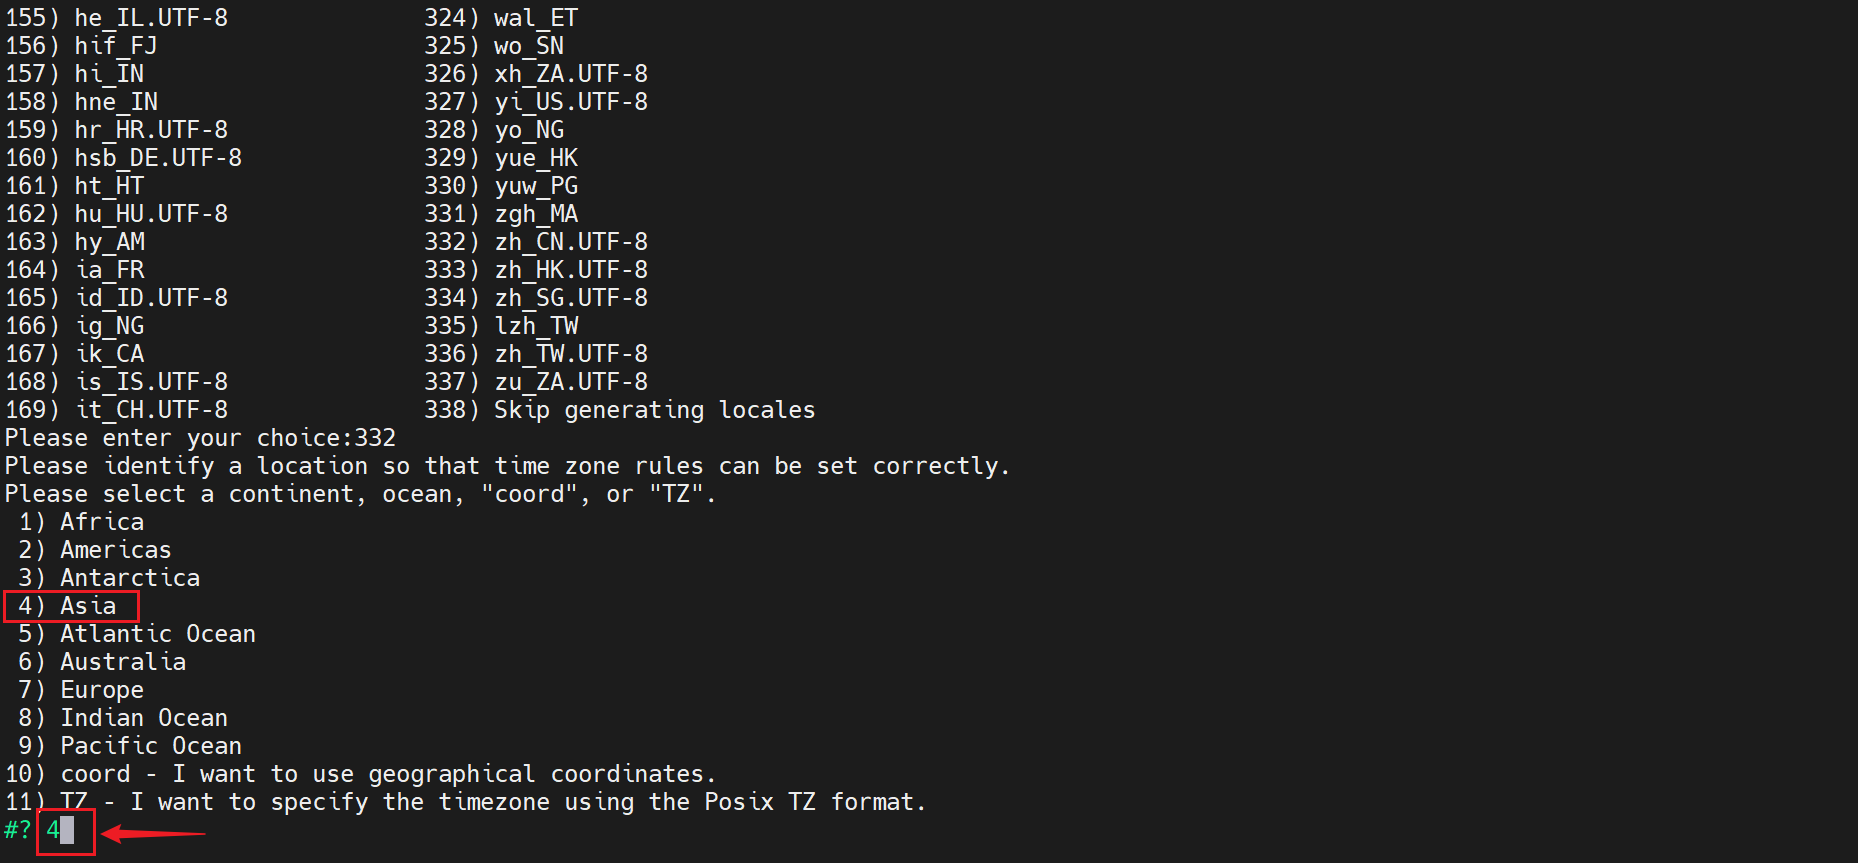 155) he_IL.UTF-8              324) wal_ET
156) hif_FJ                   325) wo_SN
157) hi_IN                    326) xh_ZA.UTF-8
158) hne_IN                   327) yi_US.UTF-8
159) hr_HR.UTF-8              328) yo_NG
160) hsb_DE.UTF-8             329) yue_HK
161) ht_HT                    330) yuw_PG
162) hu_HU.UTF-8              331) zgh_MA
163) hy_AM                    332) zh_CN.UTF-8
164) ia_FR                    333) zh_HK.UTF-8
165) id_ID.UTF-8              334) zh_SG.UTF-8
166) ig_NG                    335) lzh_TW
167) ik_CA                    336) zh_TW.UTF-8
168) is_IS.UTF-8              337) zu_ZA.UTF-8
169) it_CH.UTF-8              338) Skip generating locales
Please enter your choice:332
Please identify a location so that time zone rules can be set correctly.
Please select a continent, ocean, "coord", or "TZ".
 1) Africa
 2) Americas
 3) Antarctica
 4) Asia
 5) Atlantic Ocean
 6) Australia
 7) Europe
 8) Indian Ocean
 9) Pacific Ocean
10) coord - I want to use geographical coordinates.
11) TZ - I want to specify the timezone using the Posix TZ format.
#? 4